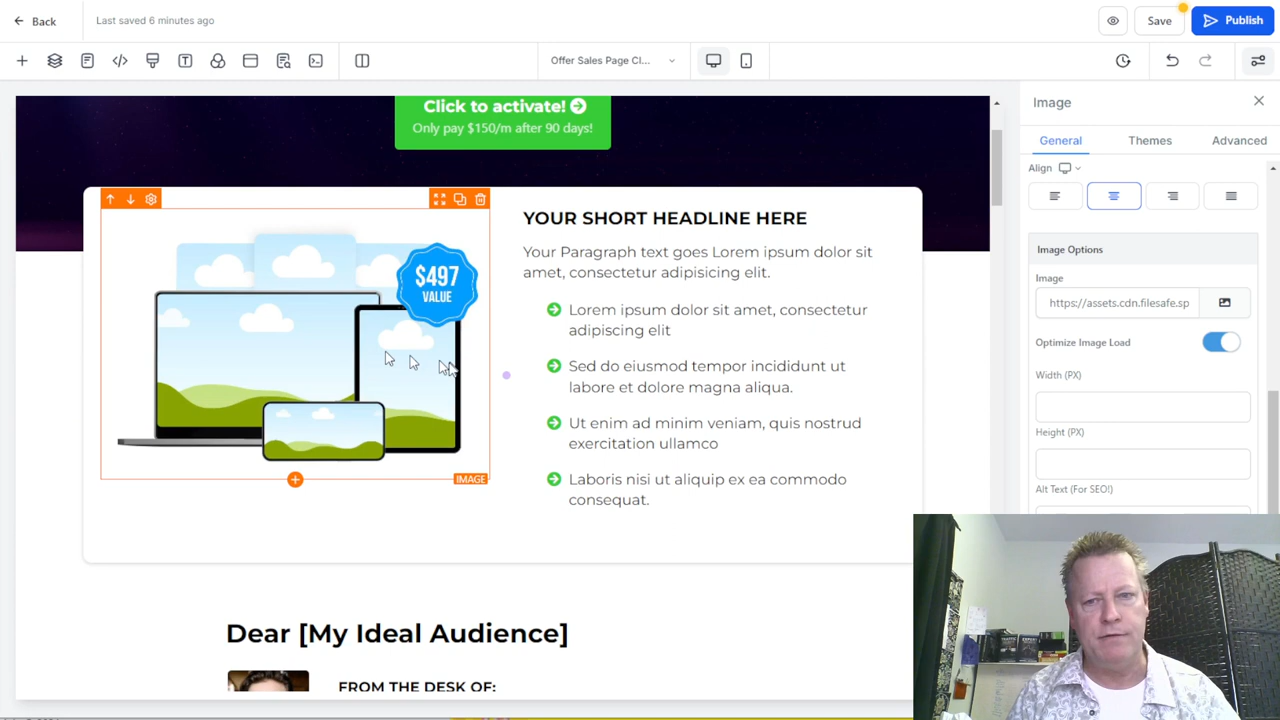 Back
Last saved 6 minutes ago
Save
Publish
Offer Sales Page Cl...
Click to activate!
Only pay $150/m after 90 days!
$497
VALUE
IMAGE
YOUR SHORT HEADLINE HERE
Your Paragraph text goes Lorem ipsum dolor sit
amet, consectetur adipisicing elit.
Lorem ipsum dolor sit amet, consectetur
adipiscing elit
Sed do eiusmod tempor incididunt ut
labore et dolore magna aliqua.
Ut enim ad minim veniam, quis nostrud
exercitation ullamco
Laboris nisi ut aliquip ex ea commodo
consequat.
Dear [My Ideal Audience]
FROM THE DESK OF:
Image
General
Themes
Advanced
Align
Image Options
Image
https://assets.cdn.filesafe.sp
Optimize Image Load
Width (PX)
Height (PX)
Alt Text (For SEO!)